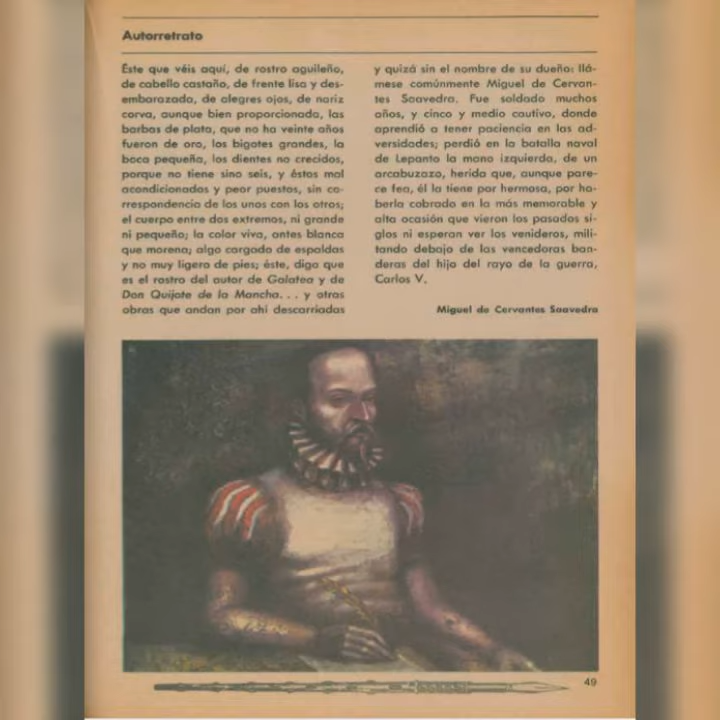 Autorretrato
Éste que véis aquí, de rostro aguileño,
de cabello castaño, de frente lisa y des-
embarazada, de alegres ojos, de nariz
corva, aunque bien proporcionada, las
barbas de plata, que no ha veinte años
fueron de oro, los bigotes grandes, la
boca pequeña, los dientes no crecidos,
porque no tiene sino seis, y éstos mal
acondicionados y peor puestos, sin co-
rrespondencia de los unos con los otros;
el cuerpo entre dos extremos, ni grande
ni pequeño; la color viva, antes blanca
que morena; algo cargado de espaldas
y no muy ligero de pies; éste, digo que
es el rostro del autor de Galatea y de
Don Quijote de la Mancha... y otras
obras que andan por ahí descarriadas
y quizá sin el nombre de su dueño: llá-
mese comúnmente Miguel de Cervan-
tes Saavedra. Fue soldado muchos
años, y cinco y medio cautivo, donde
aprendió a tener paciencia en las ad-
versidades; perdió en la batalla naval
de Lepanto la mano izquierda, de un
arcabuzazo, herida que, aunque pare-
ce fea, él la tiene por hermosa, por ha-
berla cobrado en la más memorable y
alta ocasión que vieron los pasados si-
glos ni esperan ver los venideros, mili-
tando debajo de las vencedoras ban-
deras del hijo del rayo de la guerra,
Carlos V.
Miguel de Cervantes Saavedra
49